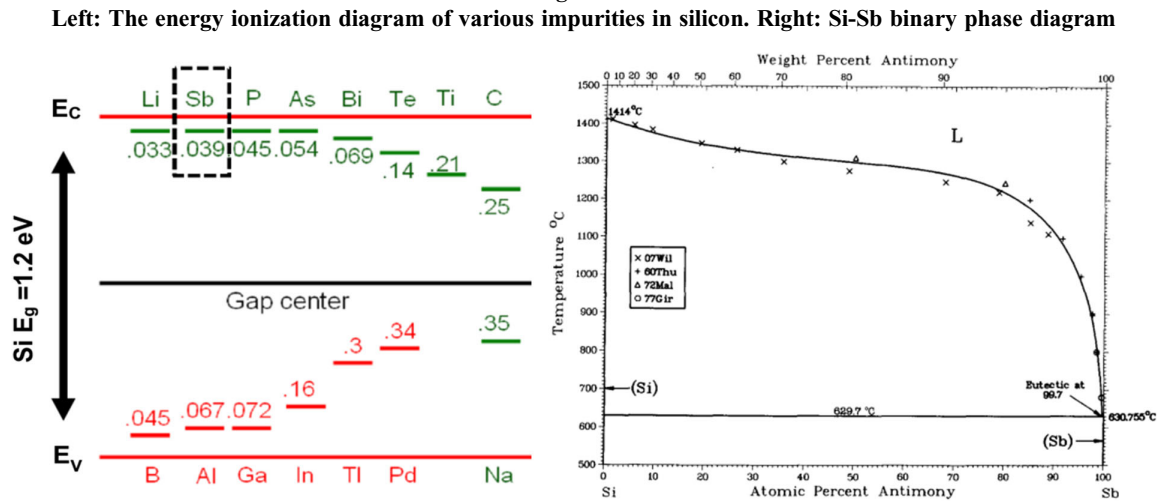 Left: The energy ionization diagram of various impurities in silicon. Right: Si-Sb binary phase diagram
E_C
Li Sb P As Bi Te Ti C
.033 .039 .045 .054 .069 .14 .21 .25
Si E_g =1.2 eV
Gap center
.045 .067 .072 .16 .3 .34 .35
E_V
B Al Ga In Tl Pd Na
Weight Percent Antimony
0 10 20 30 40 50 60 70 80 90 100
1500
1400
1300
1200
1100
1000
900
800
700
600
500
Temperature °C
1414°C
L
× 07Wil
+ 60Thu
△ 72Mal
○ 77Gir
(Si)
Eutectic at
99.7
629.7 °C
630.755°C
(Sb)
0 10 20 30 40 50 60 70 80 90 100
Si Atomic Percent Antimony Sb